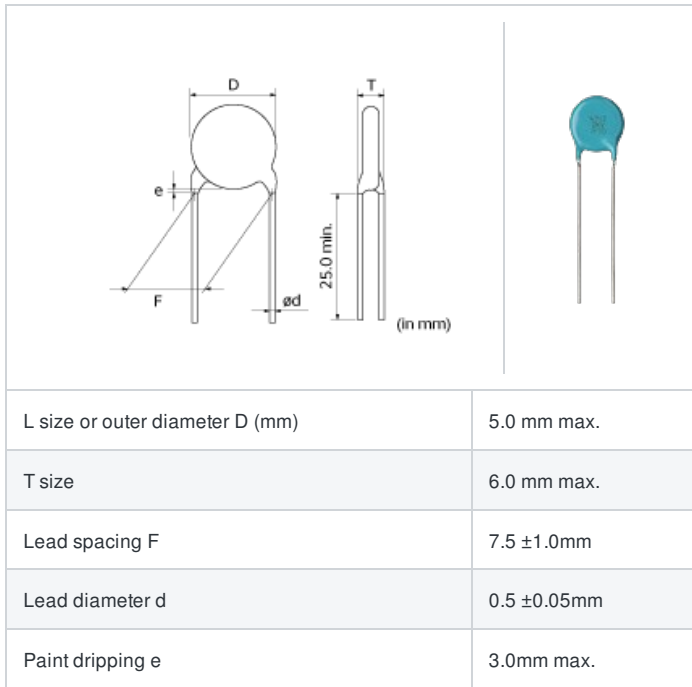 D
T
e
F
ød
25.0 min.
(in mm)
L size or outer diameter D (mm)
5.0 mm max.
T size
6.0 mm max.
Lead spacing F
7.5 ±1.0mm
Lead diameter d
0.5 ±0.05mm
Paint dripping e
3.0mm max.